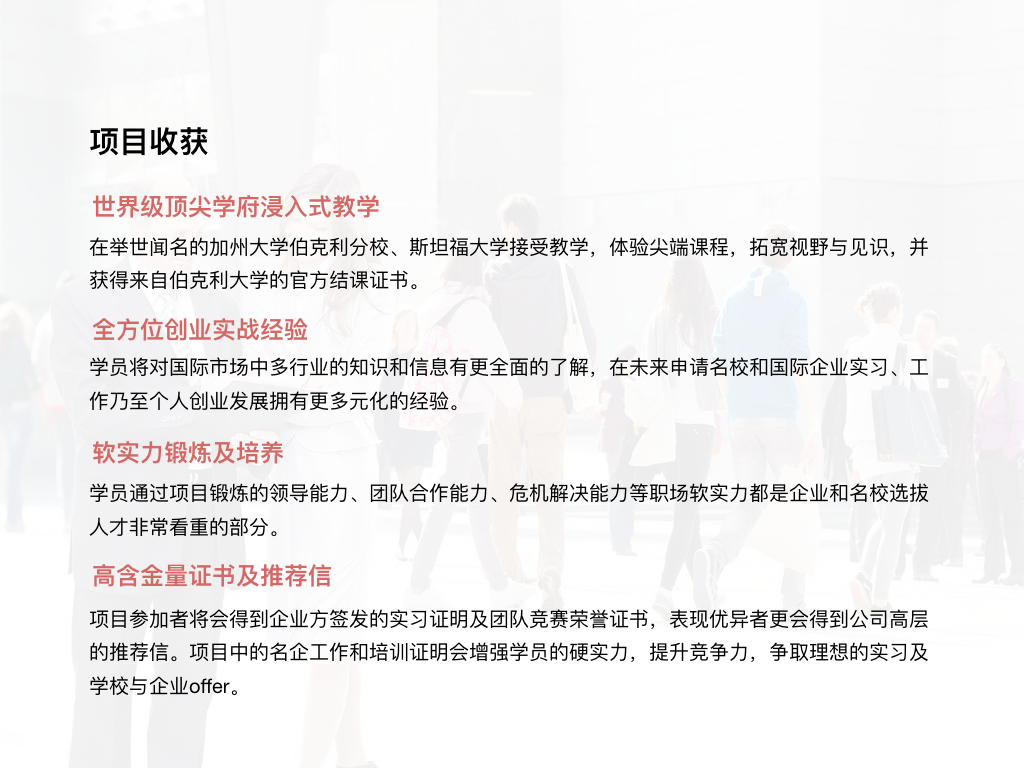 项目收获
世界级顶尖学府浸入式教学
在举世闻名的加州大学伯克利分校、斯坦福大学接受教学，体验尖端课程，拓宽视野与见识，并
获得来自伯克利大学的官方结课证书。
全方位创业实战经验
学员将对国际市场中多行业的知识和信息有更全面的了解，在未来申请名校和国际企业实习、工
作乃至个人创业发展拥有更多元化的经验。
软实力锻炼及培养
学员通过项目锻炼的领导能力、团队合作能力、危机解决能力等职场软实力都是企业和名校选拔
人才非常看重的部分。
高含金量证书及推荐信
项目参加者将会得到企业方签发的实习证明及团队竞赛荣誉证书，表现优异者更会得到公司高层
的推荐信。项目中的名企工作和培训证明会增强学员的硬实力，提升竞争力，争取理想的实习及
学校与企业offer。